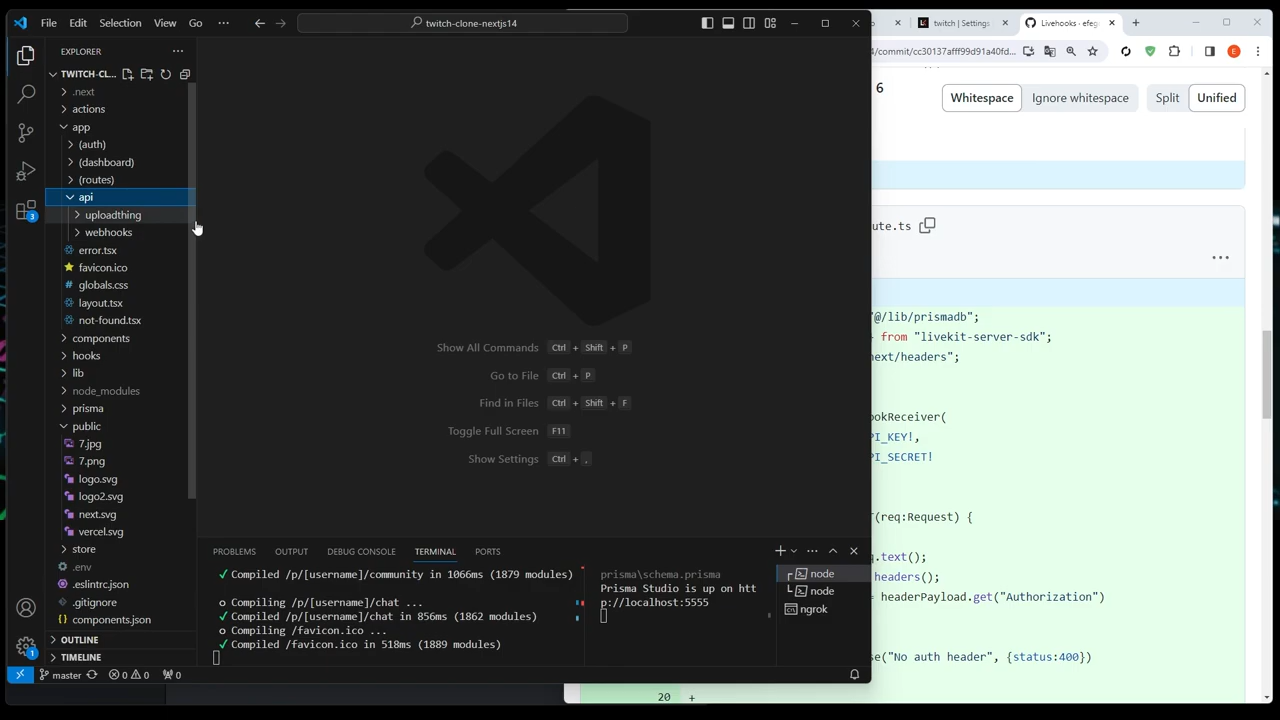 File Edit Selection View Go ··· twitch-clone-nextjs14
twitch | Settings
Livehooks · efeg
4/commit/cc30137afff99d91a40fd...
E
EXPLORER
TWITCH-CL...
.next
actions
app
(auth)
(dashboard)
(routes)
api
uploadthing
webhooks
error.tsx
favicon.ico
globals.css
layout.tsx
not-found.tsx
components
hooks
lib
node_modules
prisma
public
7.jpg
7.png
logo.svg
logo2.svg
next.svg
vercel.svg
store
.env
.eslintrc.json
.gitignore
components.json
OUTLINE
TIMELINE
3
1
Show All Commands Ctrl + Shift + P
Go to File Ctrl + P
Find in Files Ctrl + Shift + F
Toggle Full Screen F11
Show Settings Ctrl + ,
PROBLEMS OUTPUT DEBUG CONSOLE TERMINAL PORTS
✓ Compiled /p/[username]/community in 1066ms (1879 modules)
○ Compiling /p/[username]/chat ...
✓ Compiled /p/[username]/chat in 856ms (1862 modules)
○ Compiling /favicon.ico ...
✓ Compiled /favicon.ico in 518ms (1889 modules)
prisma\schema.prisma
Prisma Studio is up on htt
p://localhost:5555
node
node
ngrok
master 0 0 0
6
Whitespace Ignore whitespace Split Unified
ute.ts
"@/lib/prismadb";
from "livekit-server-sdk";
next/headers";
ookReceiver(
PI_KEY!,
PI_SECRET!
T(req:Request) {
q.text();
headers();
= headerPayload.get("Authorization")
se("No auth header", {status:400})
20 +